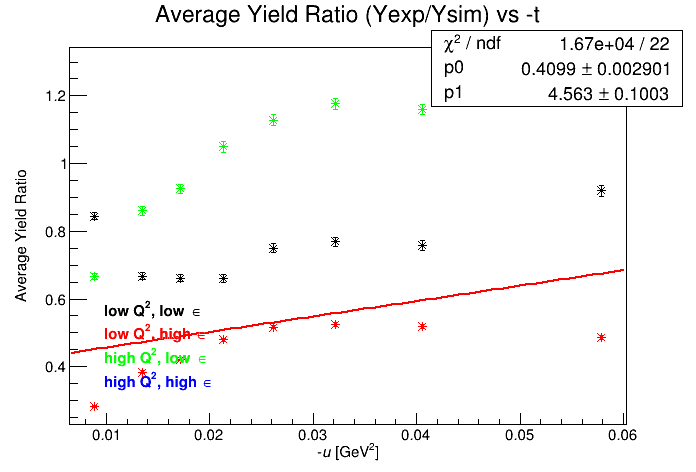 Average Yield Ratio (Yexp/Ysim) vs -t
χ² / ndf 1.67e+04 / 22
p0 0.4099 ± 0.002901
p1 4.563 ± 0.1003
Average Yield Ratio
1.2
1
0.8
0.6
0.4
low Q², low ∈
low Q², high ∈
high Q², low ∈
high Q², high ∈
0.01 0.02 0.03 0.04 0.05 0.06
-u [GeV²]